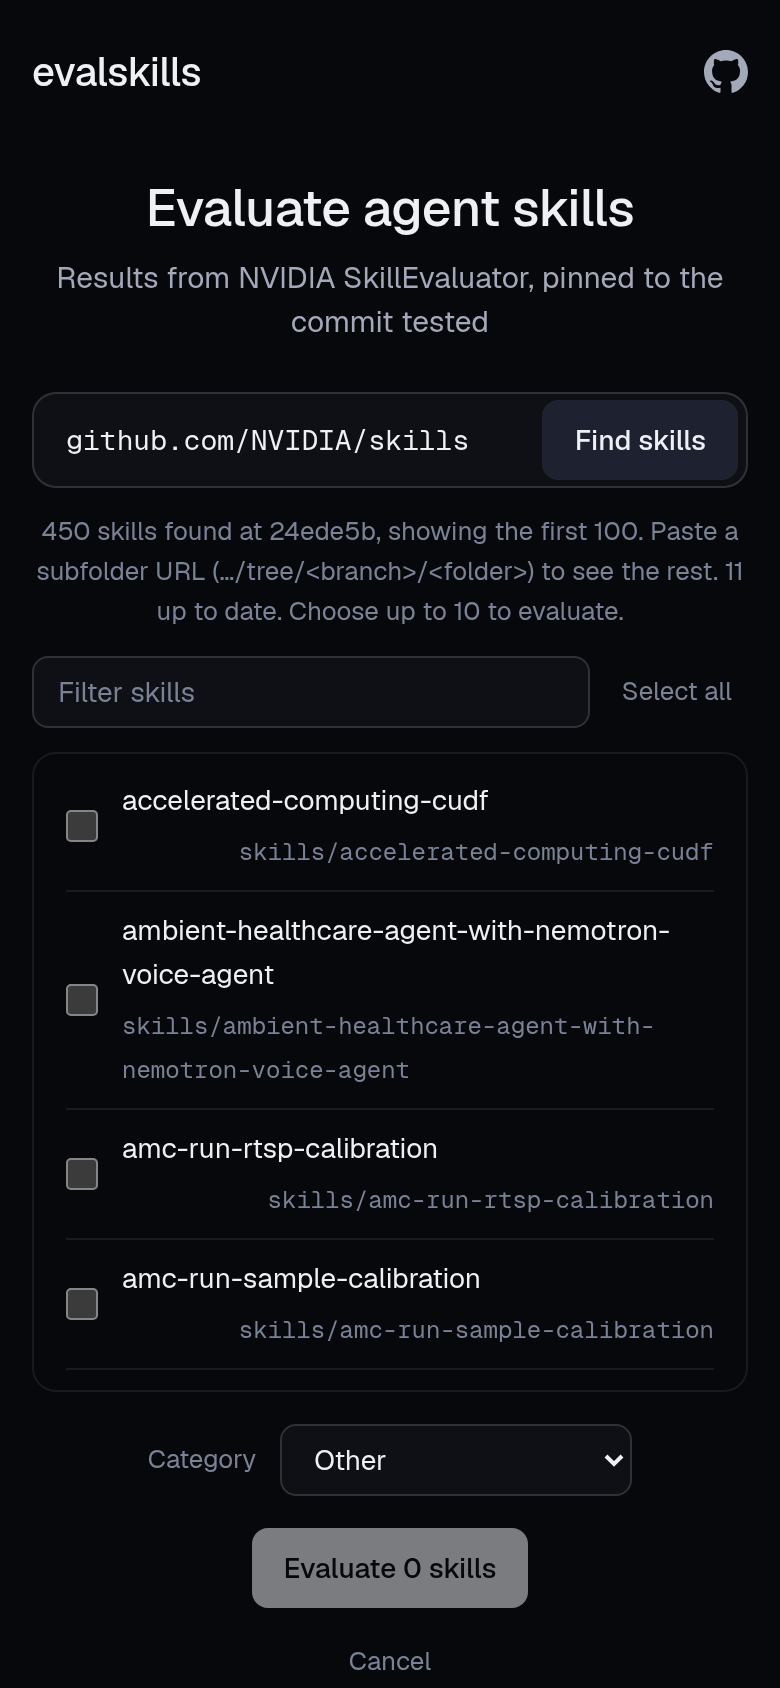 evalskills
Evaluate agent skills
Results from NVIDIA SkillEvaluator, pinned to the
commit tested
github.com/NVIDIA/skills
Find skills
450 skills found at 24ede5b, showing the first 100. Paste a
subfolder URL (…/tree/<branch>/<folder>) to see the rest. 11
up to date. Choose up to 10 to evaluate.
Filter skills
Select all
accelerated-computing-cudf
skills/accelerated-computing-cudf
ambient-healthcare-agent-with-nemotron-
voice-agent
skills/ambient-healthcare-agent-with-
nemotron-voice-agent
amc-run-rtsp-calibration
skills/amc-run-rtsp-calibration
amc-run-sample-calibration
skills/amc-run-sample-calibration
Category
Other
Evaluate 0 skills
Cancel